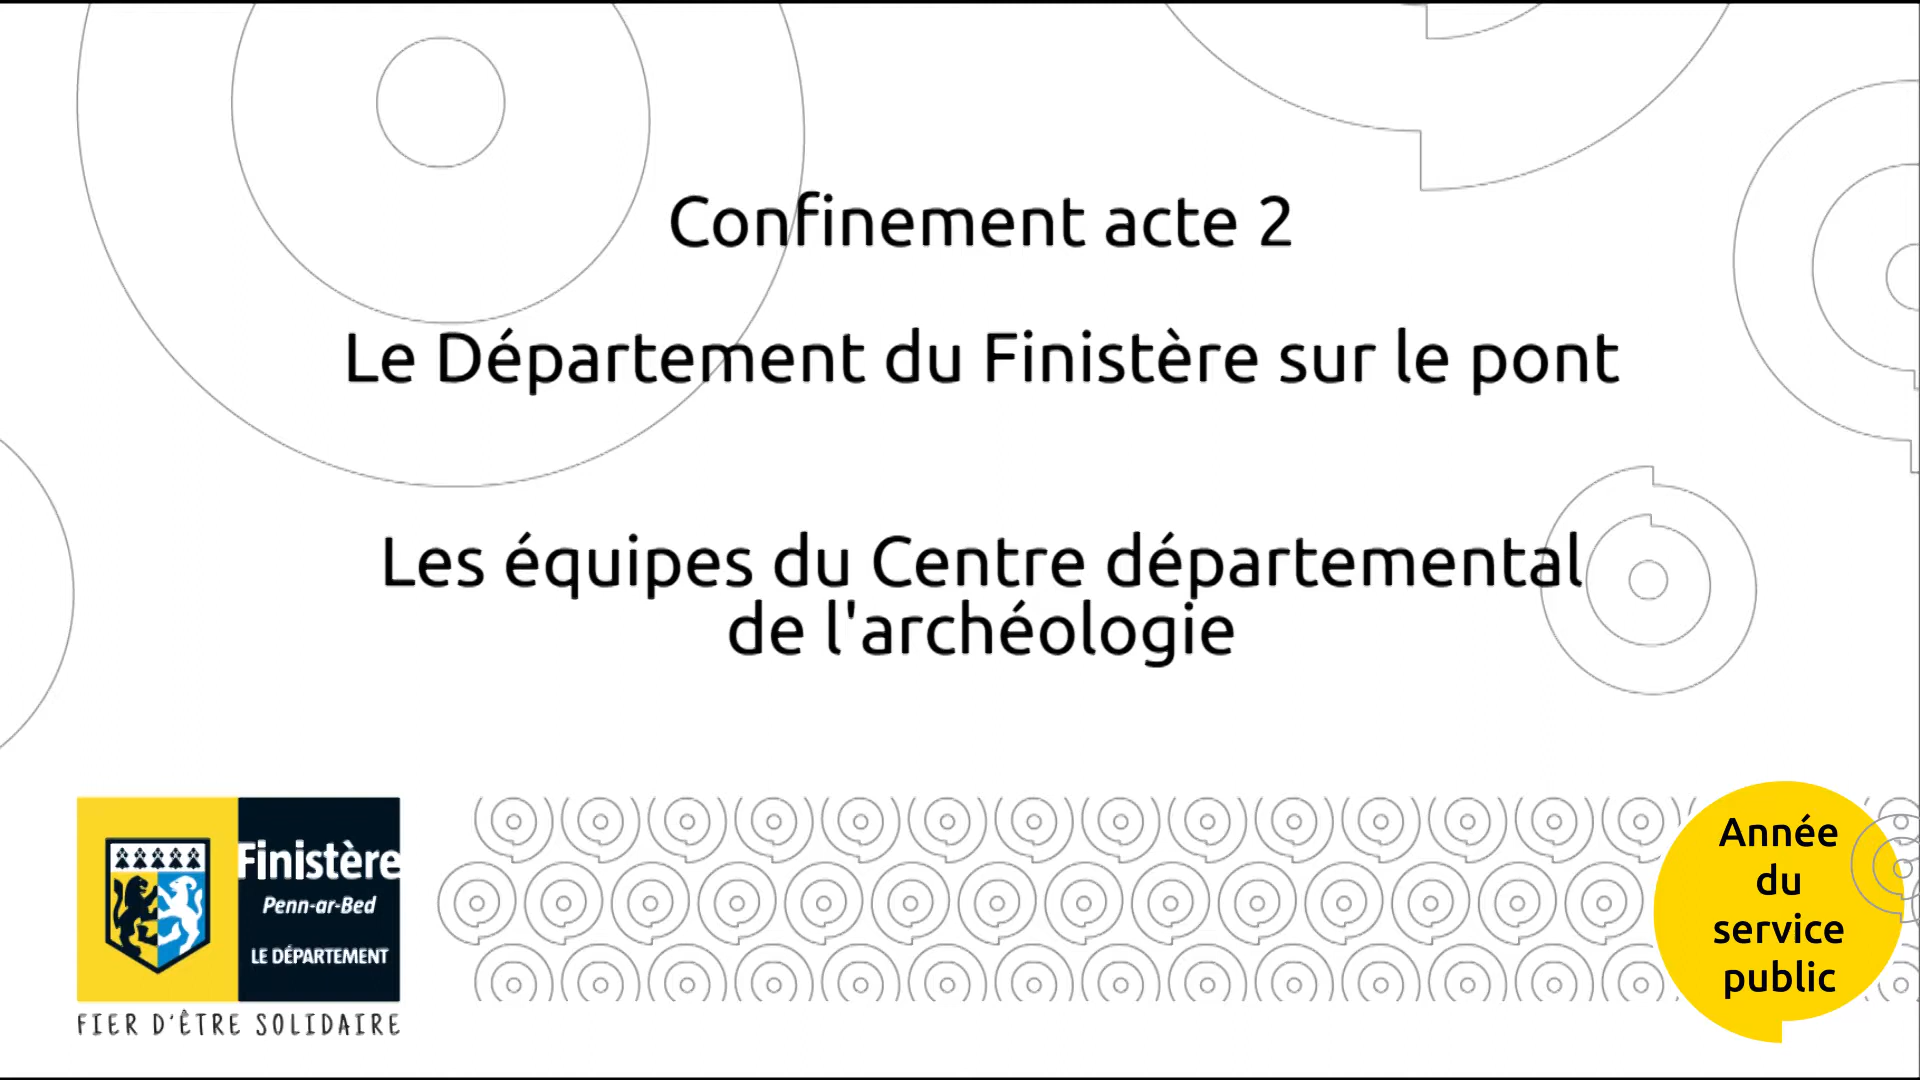 Confinement acte 2
Le Département du Finistère sur le pont
Les équipes du Centre départemental
de l'archéologie
Finistère
Penn-ar-Bed
LE DÉPARTEMENT
FIER D'ÊTRE SOLIDAIRE
Année
du
service
public